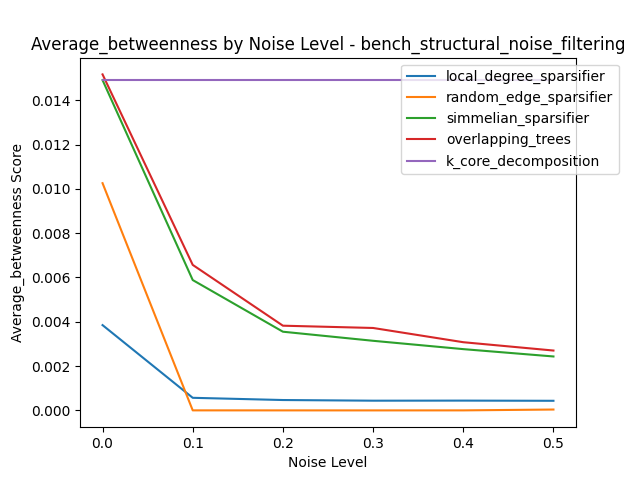 Average_betweenness by Noise Level - bench_structural_noise_filtering
local_degree_sparsifier
random_edge_sparsifier
simmelian_sparsifier
overlapping_trees
k_core_decomposition
Average_betweenness Score
0.014
0.012
0.010
0.008
0.006
0.004
0.002
0.000
0.0 0.1 0.2 0.3 0.4 0.5
Noise Level